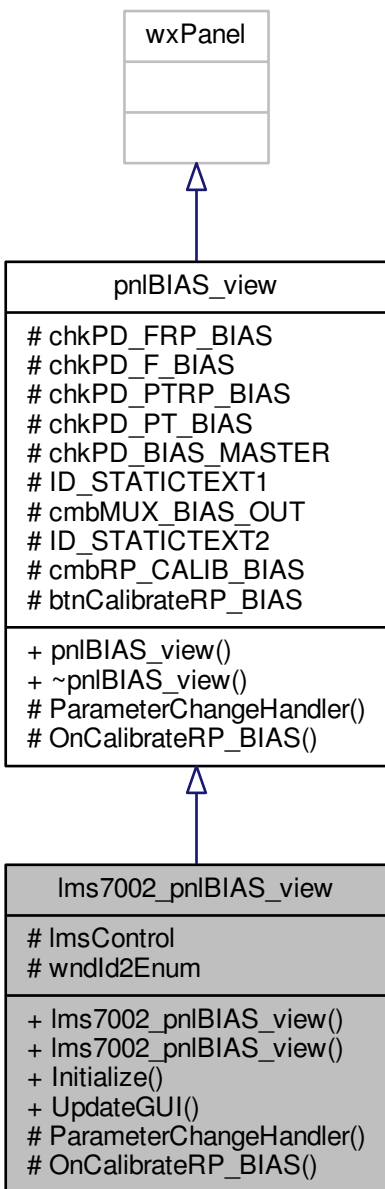 wxPanel
pnlBIAS_view
# chkPD_FRP_BIAS
# chkPD_F_BIAS
# chkPD_PTRP_BIAS
# chkPD_PT_BIAS
# chkPD_BIAS_MASTER
# ID_STATICTEXT1
# cmbMUX_BIAS_OUT
# ID_STATICTEXT2
# cmbRP_CALIB_BIAS
# btnCalibrateRP_BIAS
+ pnlBIAS_view()
+ ~pnlBIAS_view()
# ParameterChangeHandler()
# OnCalibrateRP_BIAS()
lms7002_pnlBIAS_view
# lmsControl
# wndId2Enum
+ lms7002_pnlBIAS_view()
+ lms7002_pnlBIAS_view()
+ Initialize()
+ UpdateGUI()
# ParameterChangeHandler()
# OnCalibrateRP_BIAS()